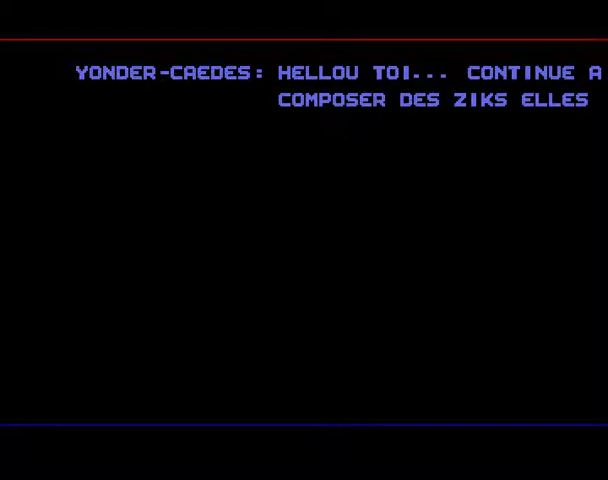 YONDER-CAEDES: HELLOU TOI... CONTINUE A
COMPOSER DES ZIKS ELLES